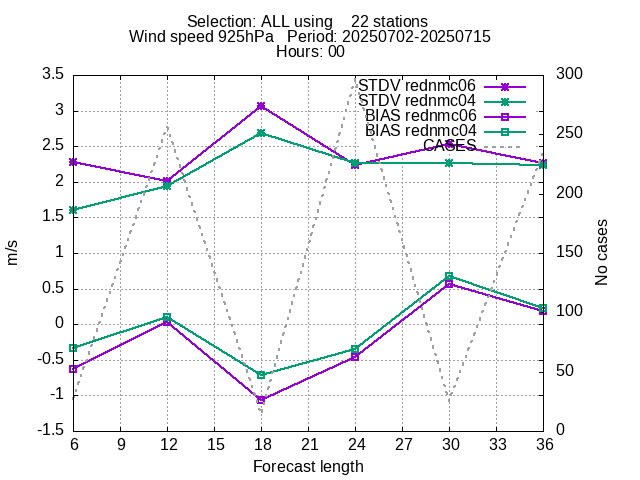 Selection: ALL using 22 stations
Wind speed 925hPa Period: 20250702-20250715
Hours: 00
3.5
3
2.5
2
1.5
1
0.5
0
-0.5
-1
-1.5
m/s
300
250
200
150
100
50
0
No cases
STDV rednmc06
STDV rednmc04
BIAS rednmc06
BIAS rednmc04
CASES
6 9 12 15 18 21 24 27 30 33 36
Forecast length